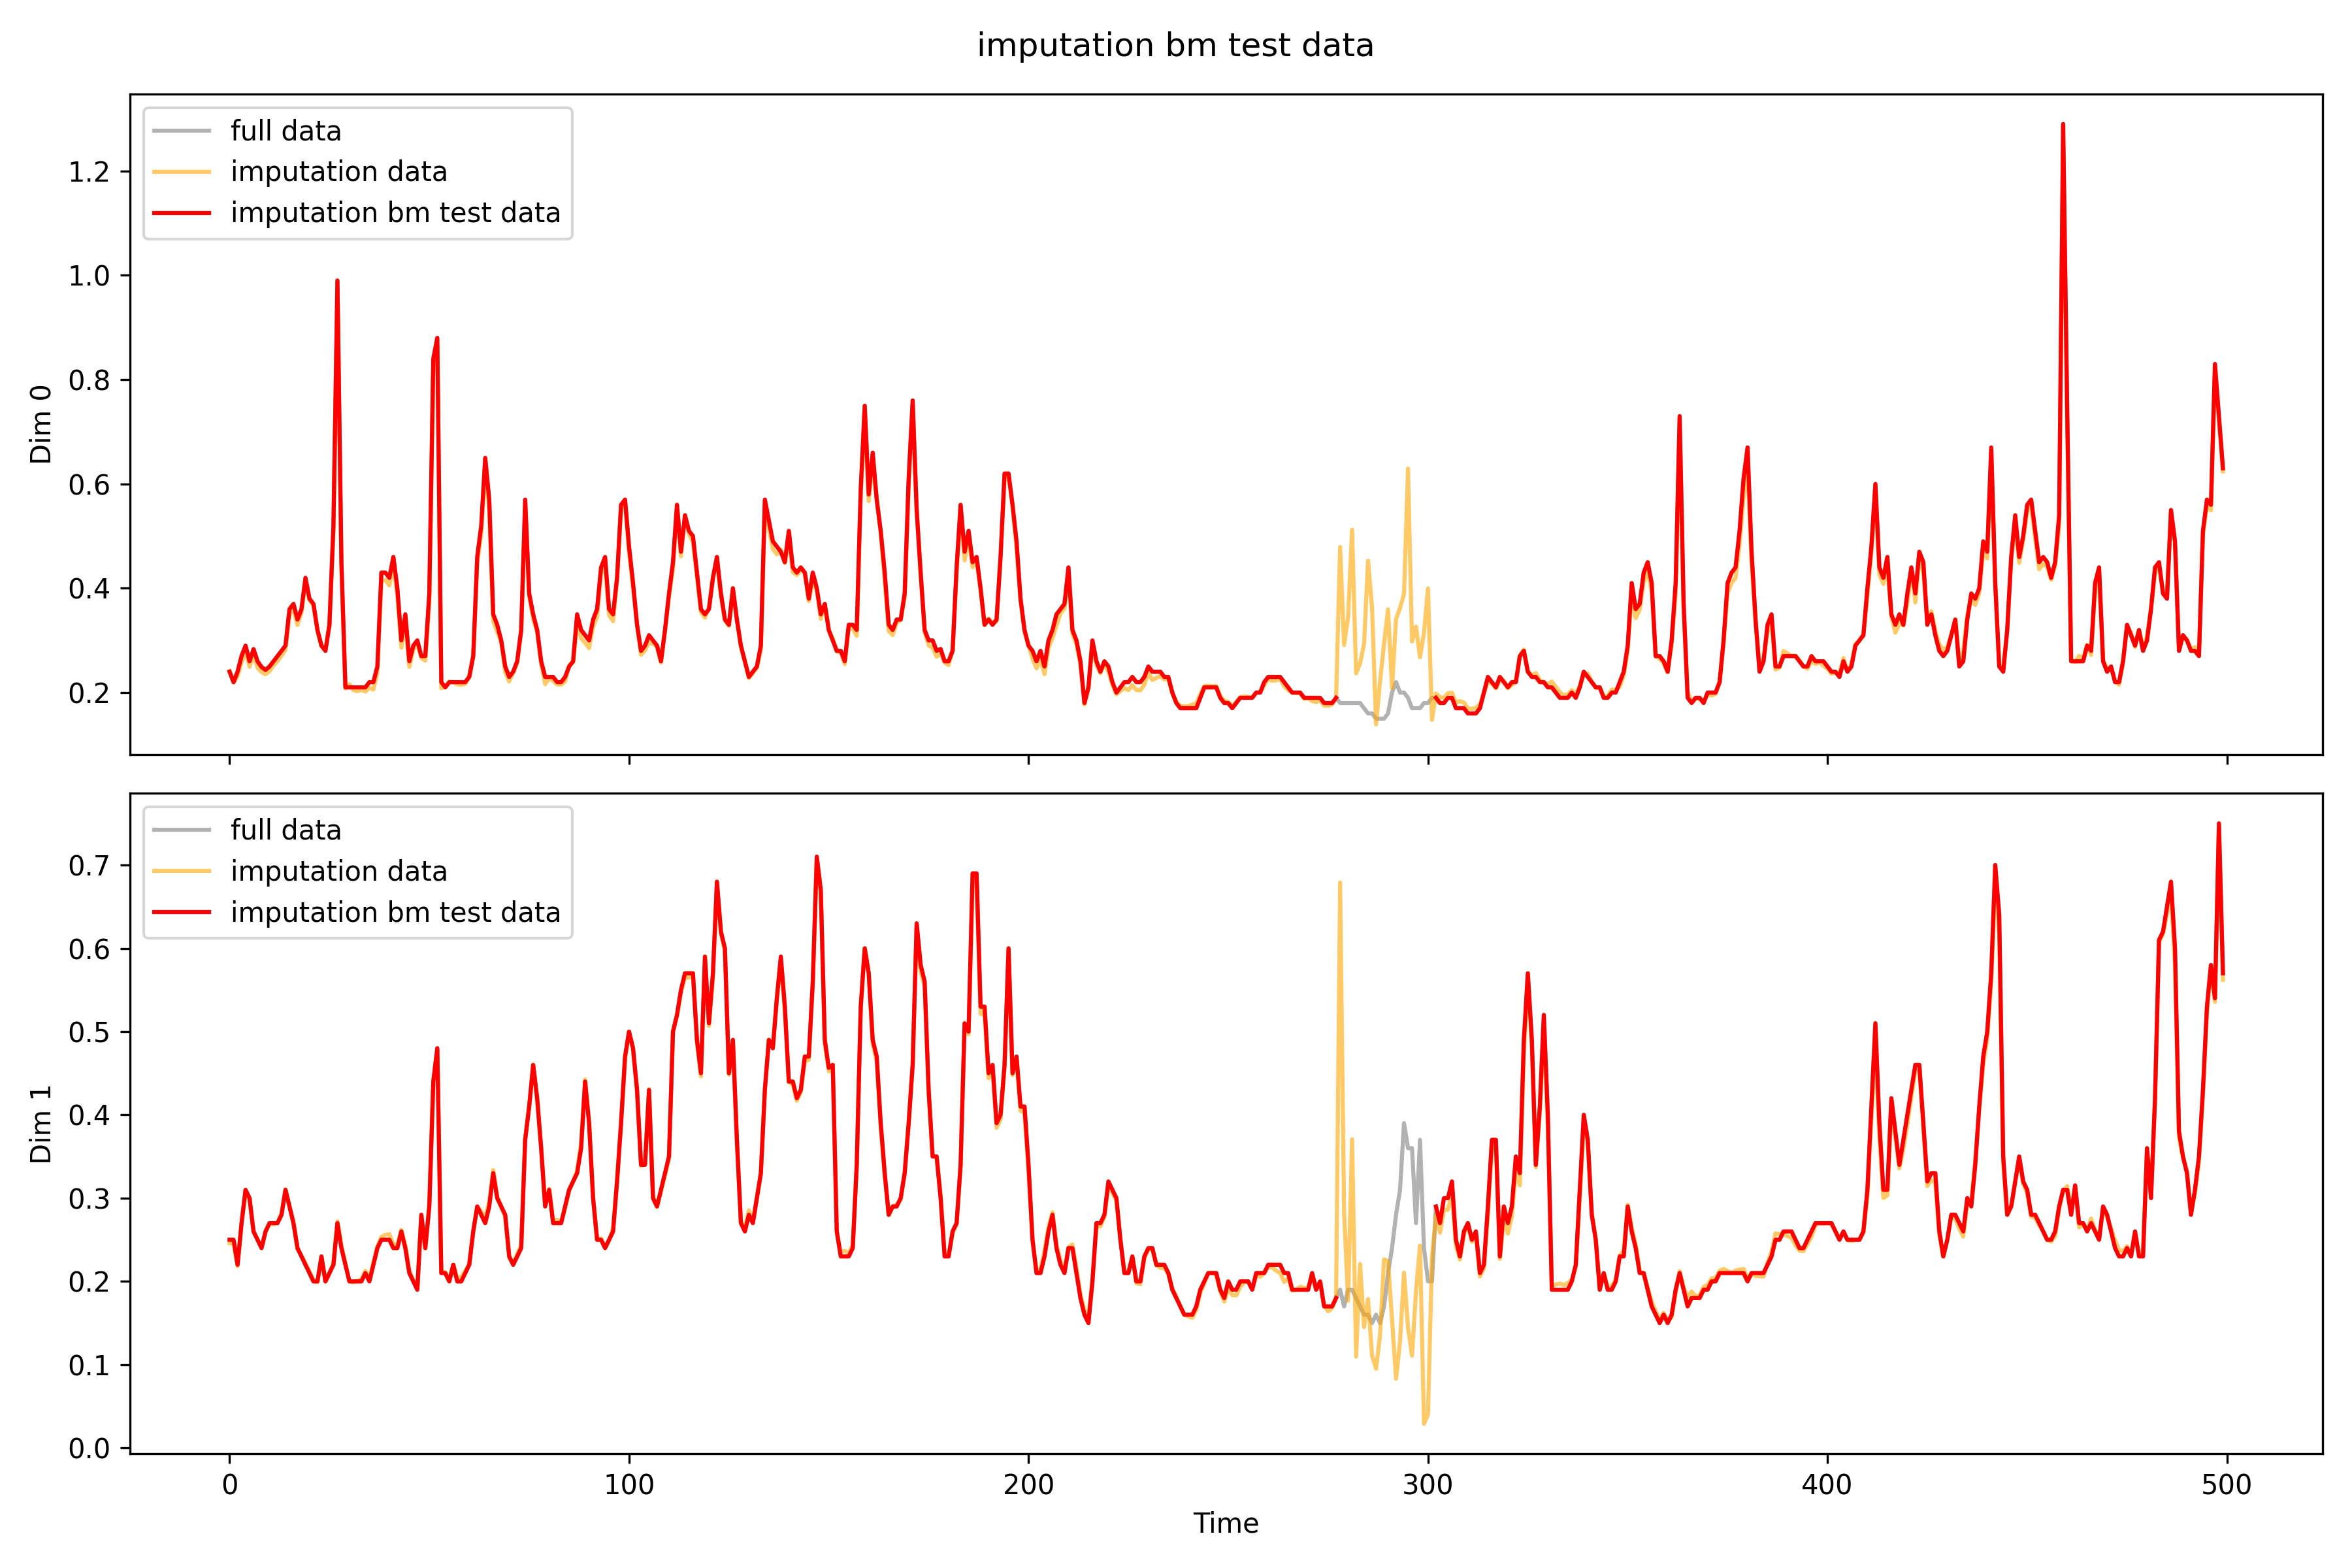 imputation bm test data
full data
imputation data
imputation bm test data
1.2
1.0
0.8
0.6
0.4
0.2
Dim 0
full data
imputation data
imputation bm test data
0.7
0.6
0.5
0.4
0.3
0.2
0.1
0.0
Dim 1
0 100 200 300 400 500
Time